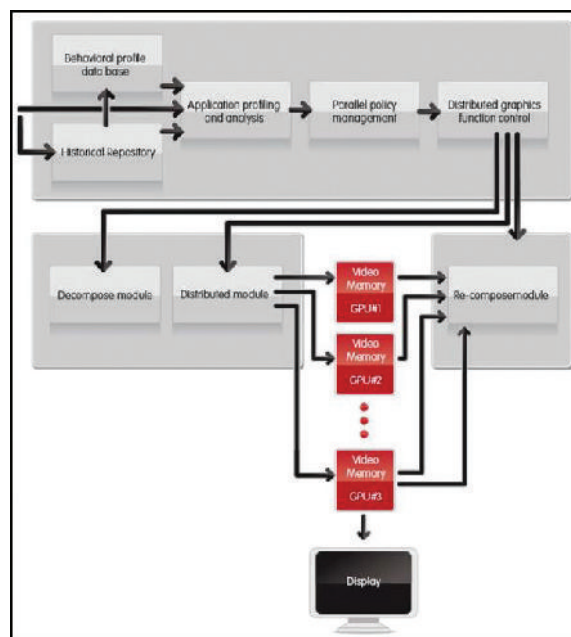 Behavioral profile
data base
Application profiling
and analysis
Parallel policy
management
Distributed graphics
function control
Historical Repository
Decompose module
Distributed module
Video
Memory
GPU#1
Re-composemodule
Video
Memory
GPU#2
Video
Memory
GPU#3
Display